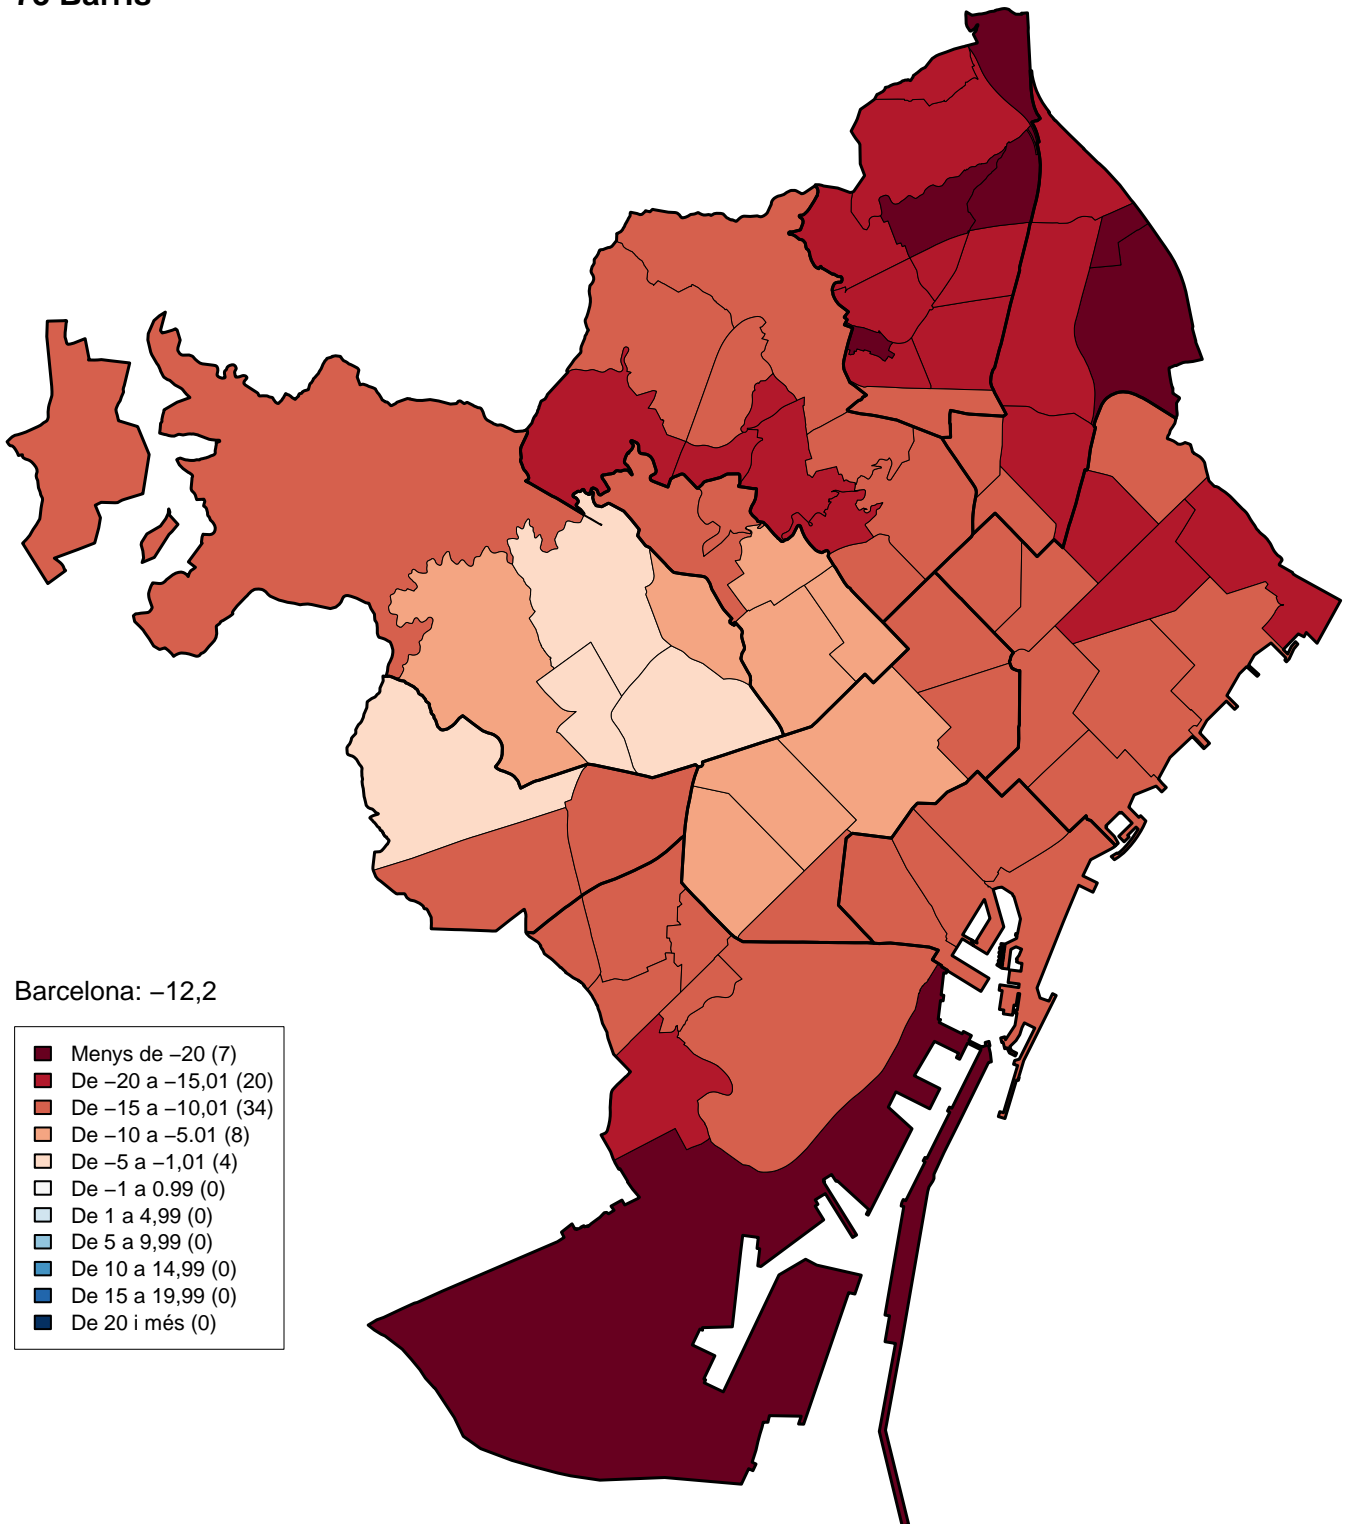 Barris
Barcelona: −12,2
Menys de −20 (7)
De −20 a −15,01 (20)
De −15 a −10,01 (34)
De −10 a −5.01 (8)
De −5 a −1,01 (4)
De −1 a 0.99 (0)
De 1 a 4,99 (0)
De 5 a 9,99 (0)
De 10 a 14,99 (0)
De 15 a 19,99 (0)
De 20 i més (0)